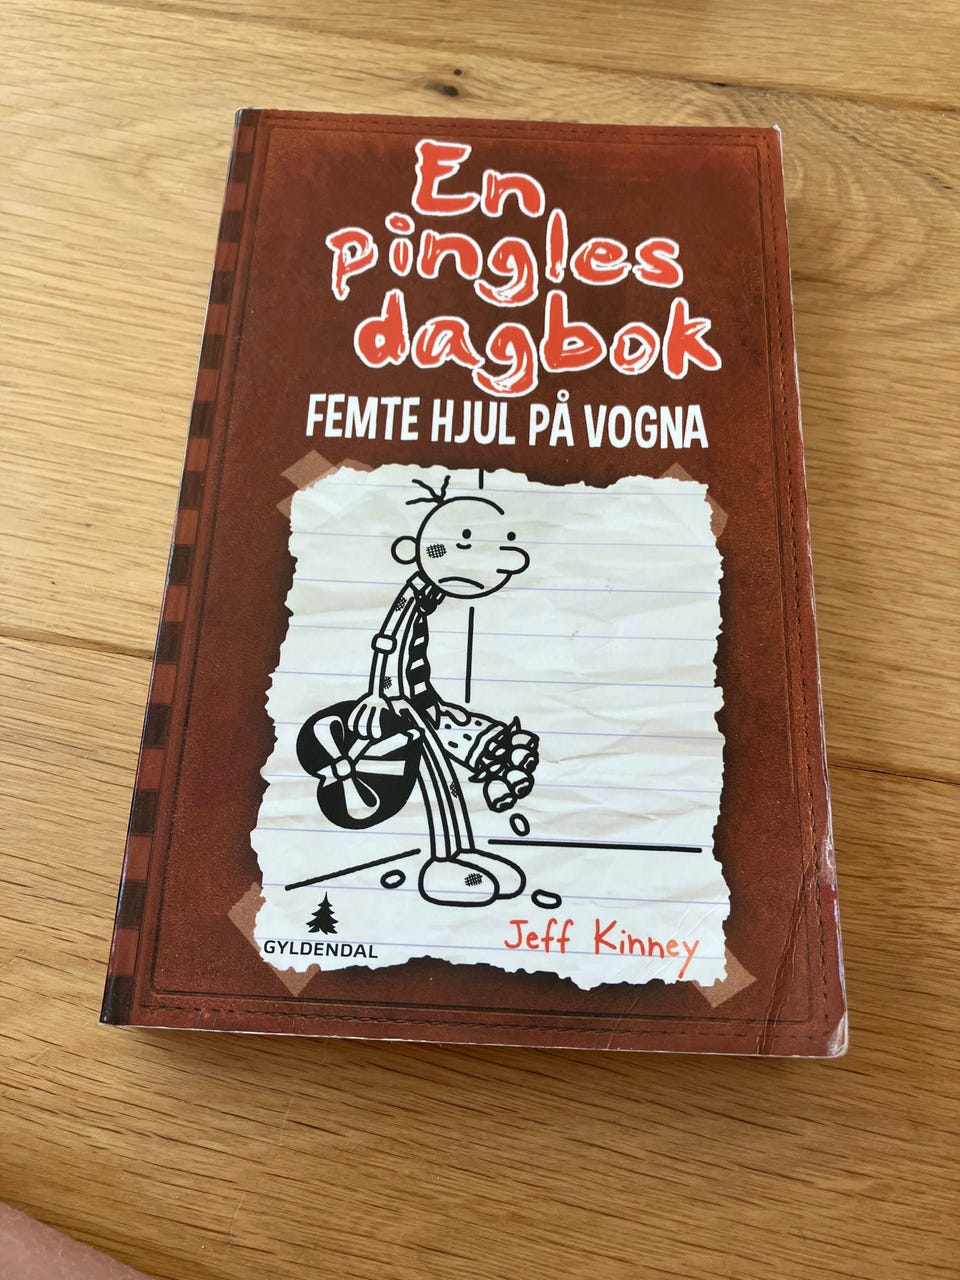 En
pingles
dagbok
FEMTE HJUL PÅ VOGNA
GYLDENDAL
Jeff Kinney